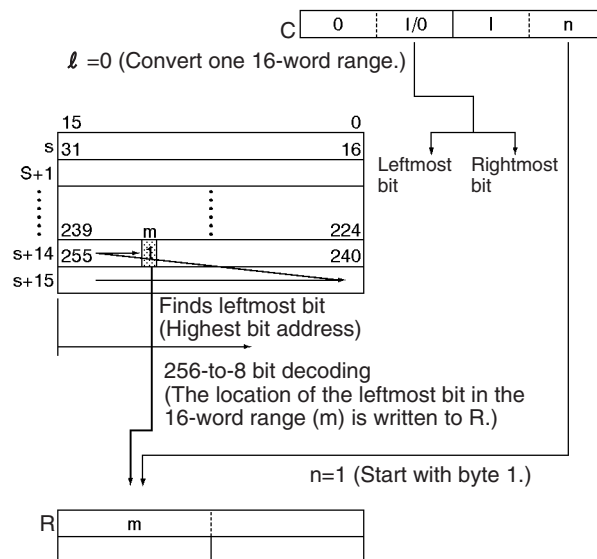 C 0 1/0 l n
ℓ =0 (Convert one 16-word range.)
15 0
s 31 16
S+1
Leftmost bit
Rightmost bit
239 m 224
s+14 255 1 240
s+15
Finds leftmost bit
(Highest bit address)
256-to-8 bit decoding
(The location of the leftmost bit in the
16-word range (m) is written to R.)
n=1 (Start with byte 1.)
R m